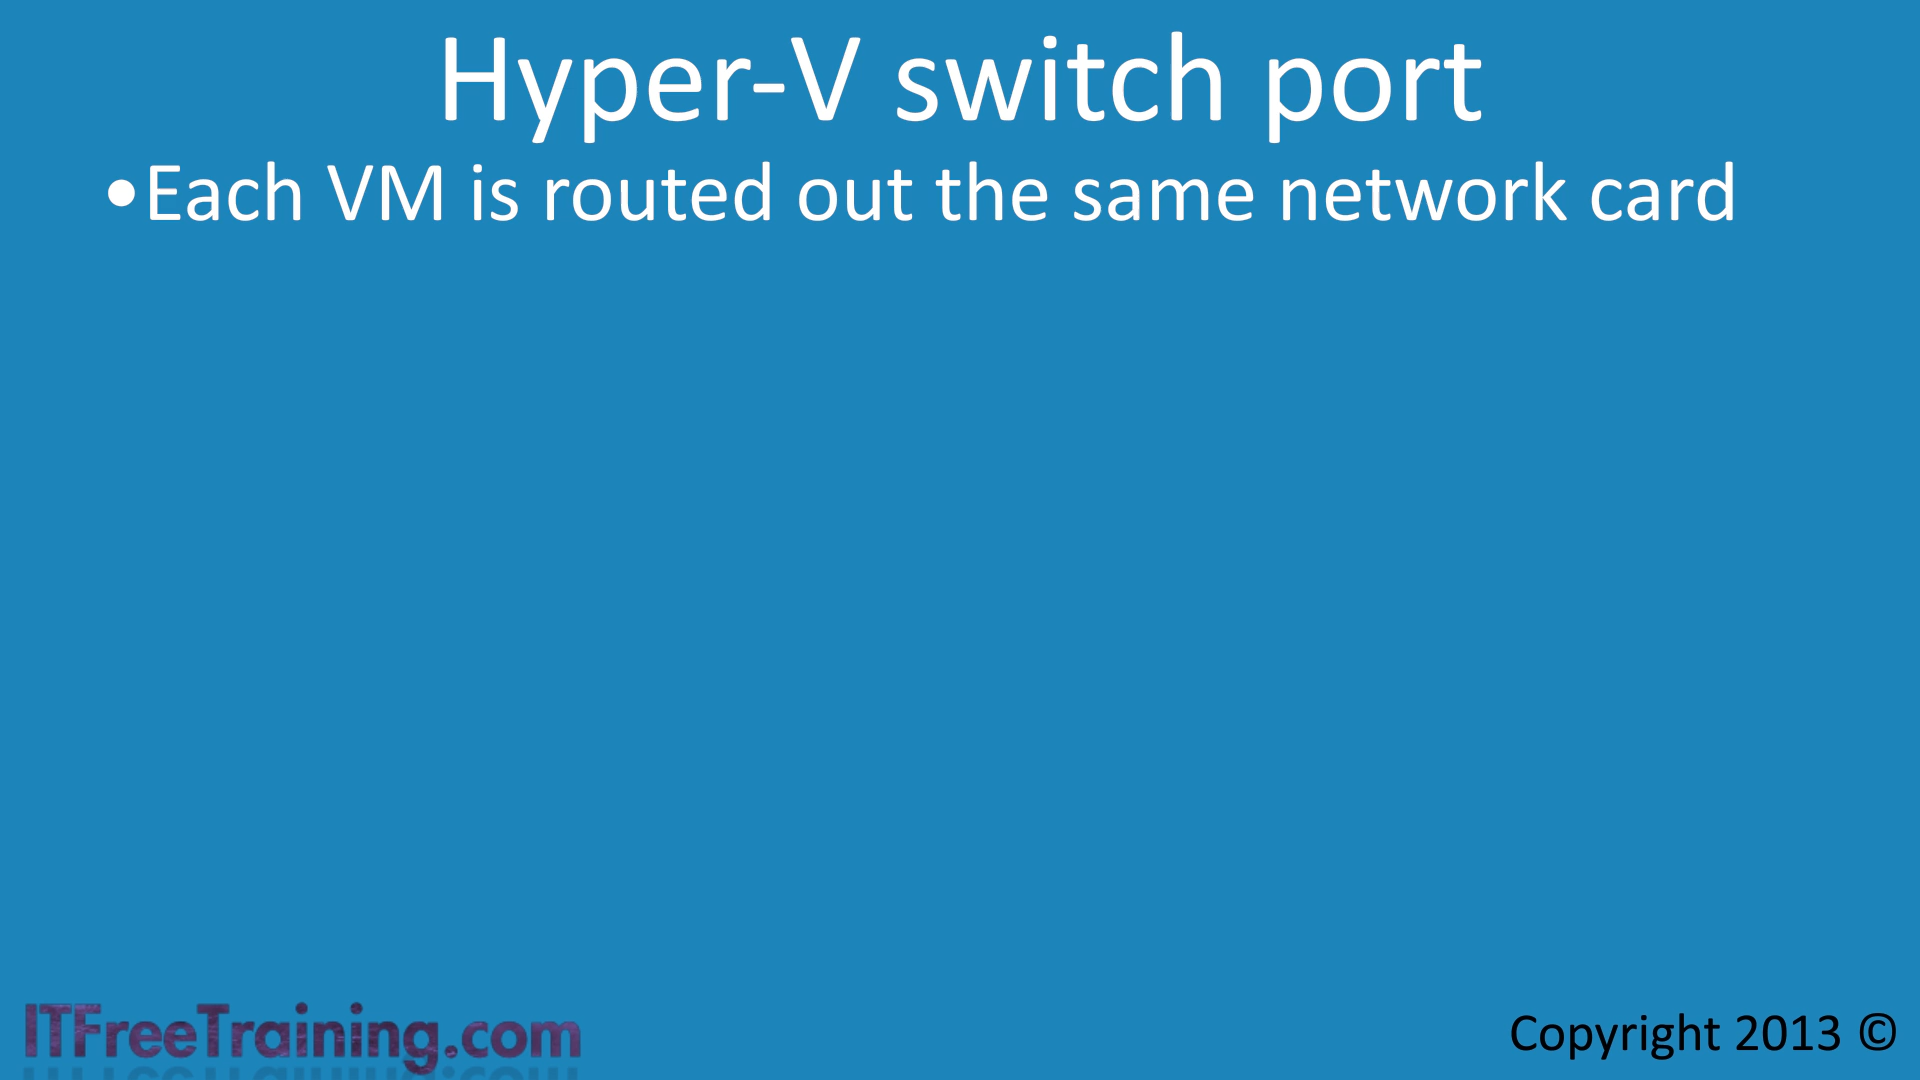 Hyper-V switch port
•Each VM is routed out the same network card
ITFreeTraining.com
Copyright 2013 ©